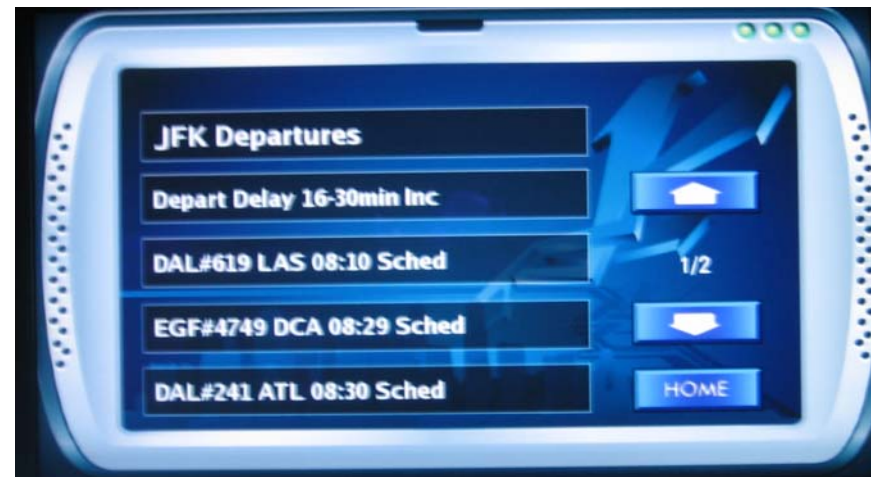 JFK Departures
Depart Delay 16-30min Inc
DAL#619 LAS 08:10 Sched
1/2
EGF#4749 DCA 08:29 Sched
DAL#241 ATL 08:30 Sched
HOME